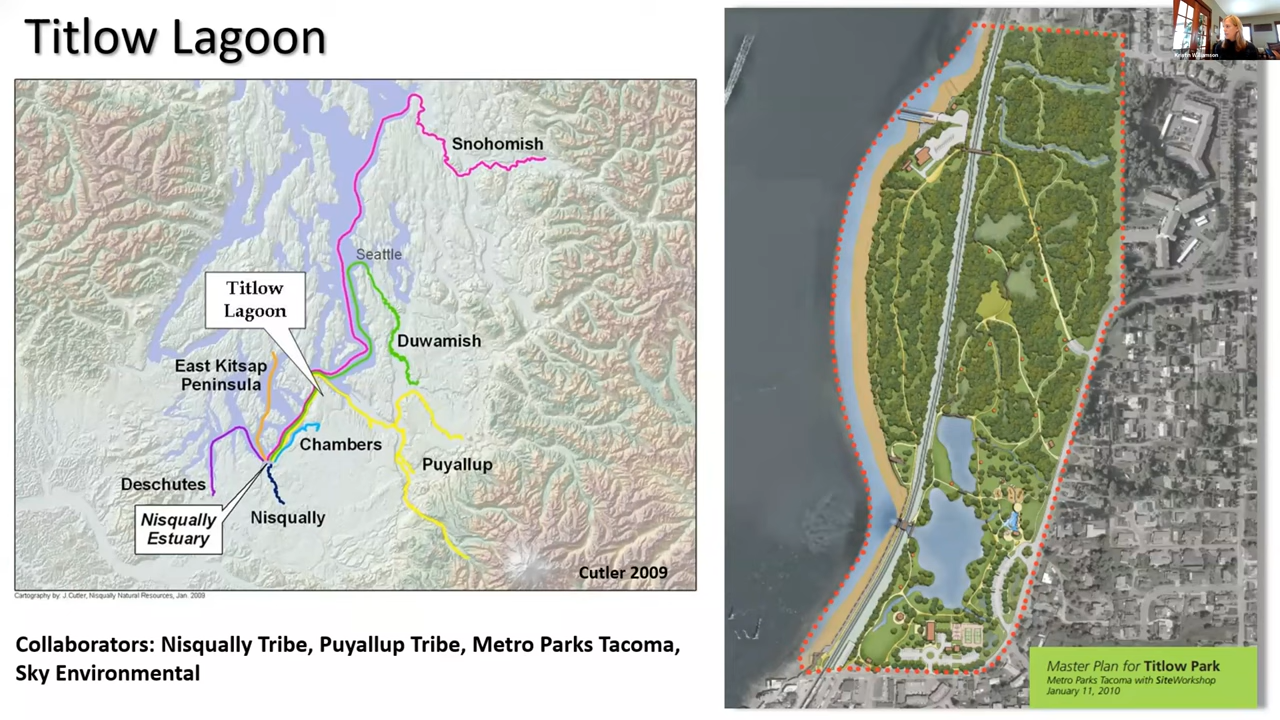 Titlow Lagoon
Snohomish
Seattle
Titlow
Lagoon
Duwamish
East Kitsap
Peninsula
Chambers
Puyallup
Deschutes
Nisqually
Estuary
Nisqually
Cutler 2009
Cartography by: J.Cutler, Nisqually Natural Resources, Jan. 2009
Collaborators: Nisqually Tribe, Puyallup Tribe, Metro Parks Tacoma,
Sky Environmental
Kristin Williamson
Master Plan for Titlow Park
Metro Parks Tacoma with SiteWorkshop
January 11, 2010